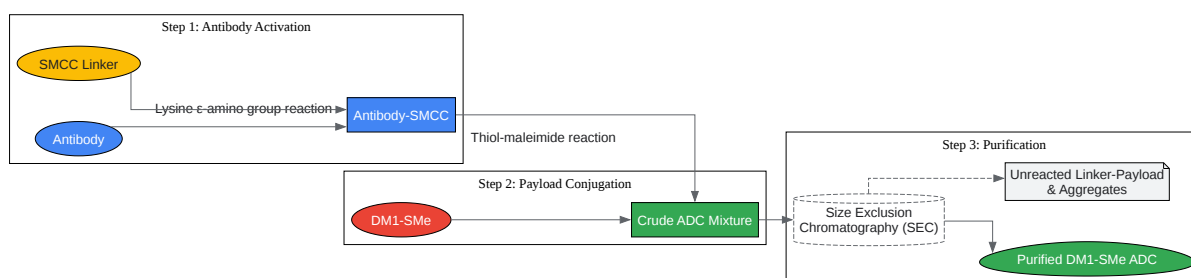 Step 1: Antibody Activation
SMCC Linker
Lysine ε-amino group reaction
Antibody-SMCC
Antibody
Thiol-maleimide reaction
Step 2: Payload Conjugation
DM1-SMe
Crude ADC Mixture
Step 3: Purification
Unreacted Linker-Payload
& Aggregates
Size Exclusion
Chromatography (SEC)
Purified DM1-SMe ADC